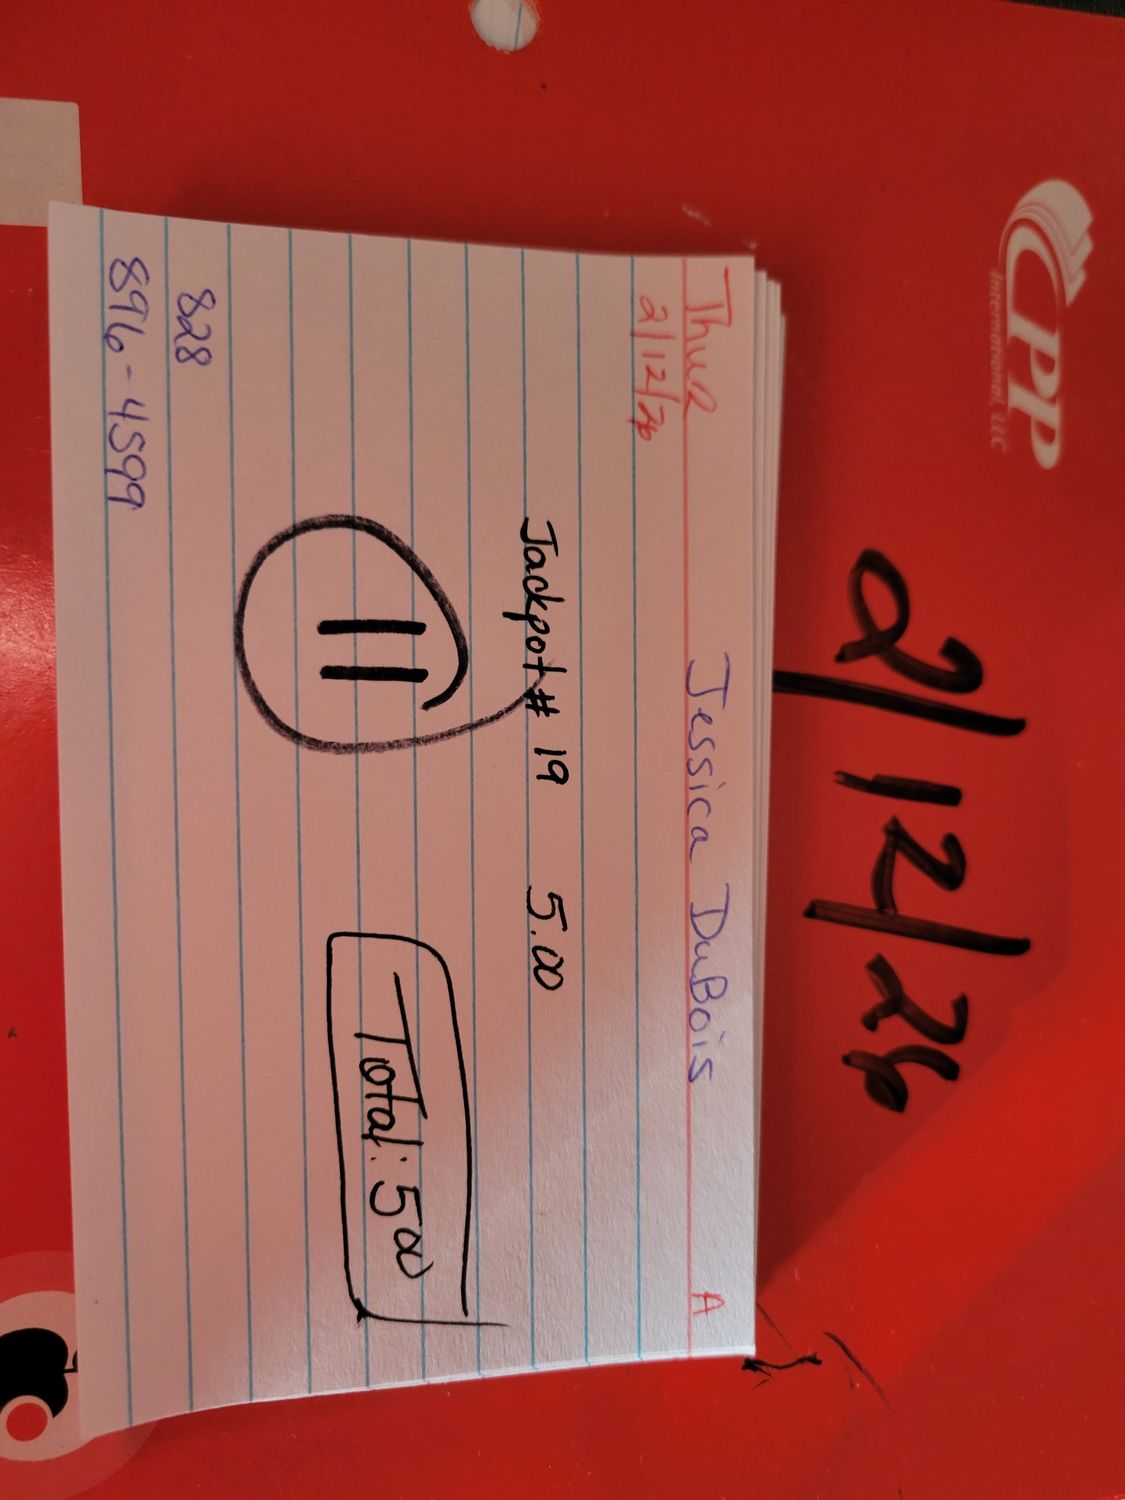 CPP
International, LLC
2/12/26
Thur
2/12/26
Jessica DuBois
A
Jackpot # 19 5.00
11
Total: 5 00
828
896-4599